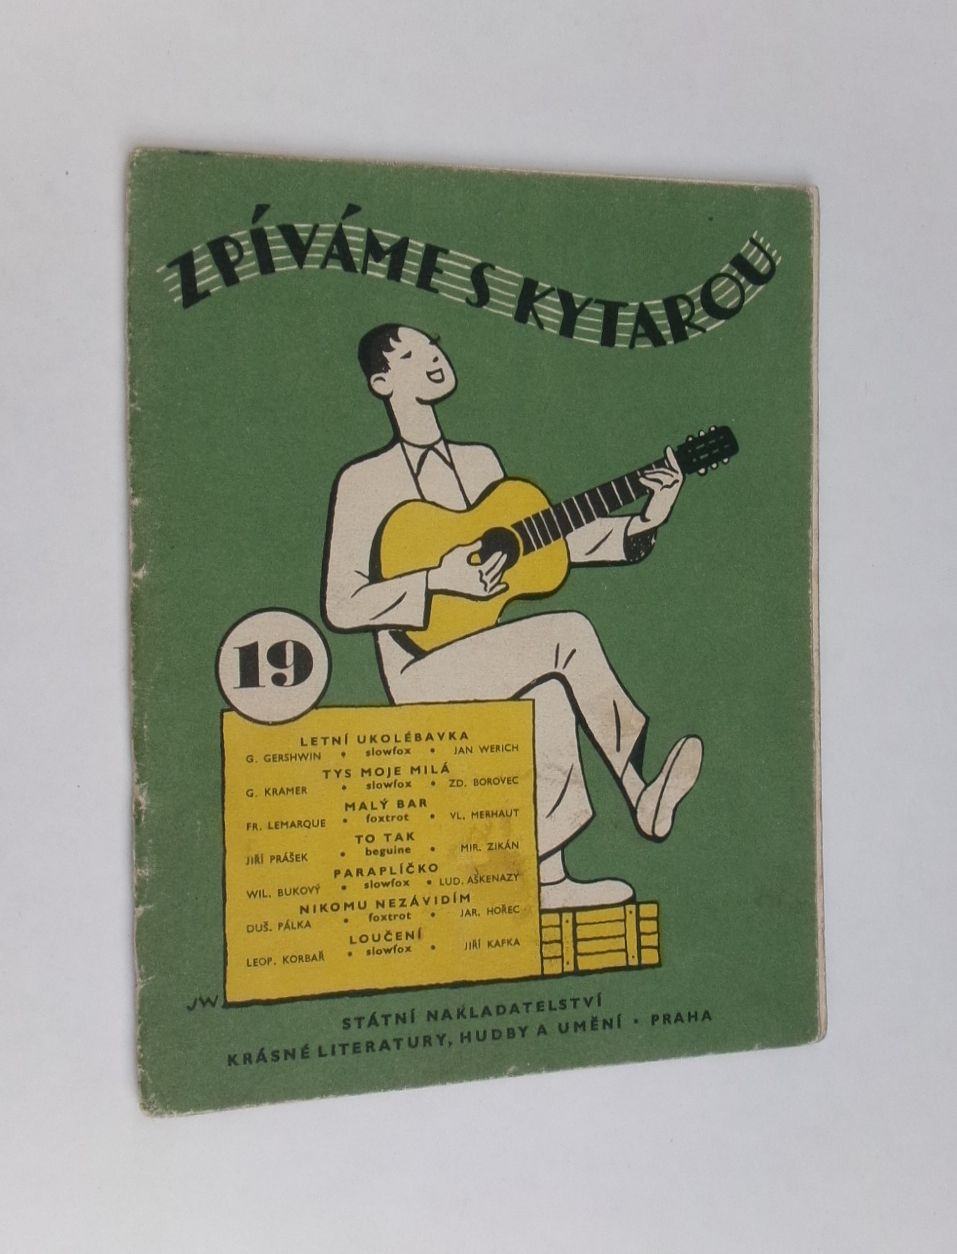 ZPÍVÁME S KYTAROU
19
LETNÍ UKOLÉBAVKA
G. GERSHWIN • slowfox • JAN WERICH
TYS MOJE MILÁ
G. KRAMER • slowfox • ZD. BOROVEC
MALÝ BAR
FR. LEMARQUE • foxtrot • VL. MERHAUT
TO TAK
JIŘÍ PRÁŠEK • beguine • MIR. ZIKÁN
PARAPLÍČKO
WIL. BUKOVÝ • slowfox • LUD. AŠKENAZY
NIKOMU NEZÁVIDÍM
DUŠ. PÁLKA • foxtrot • JAR. HOŘEC
LOUČENÍ
LEOP. KORBAŘ • slowfox • JIŘÍ KAFKA
JW.
STÁTNÍ NAKLADATELSTVÍ
KRÁSNÉ LITERATURY, HUDBY A UMĚNÍ • PRAHA